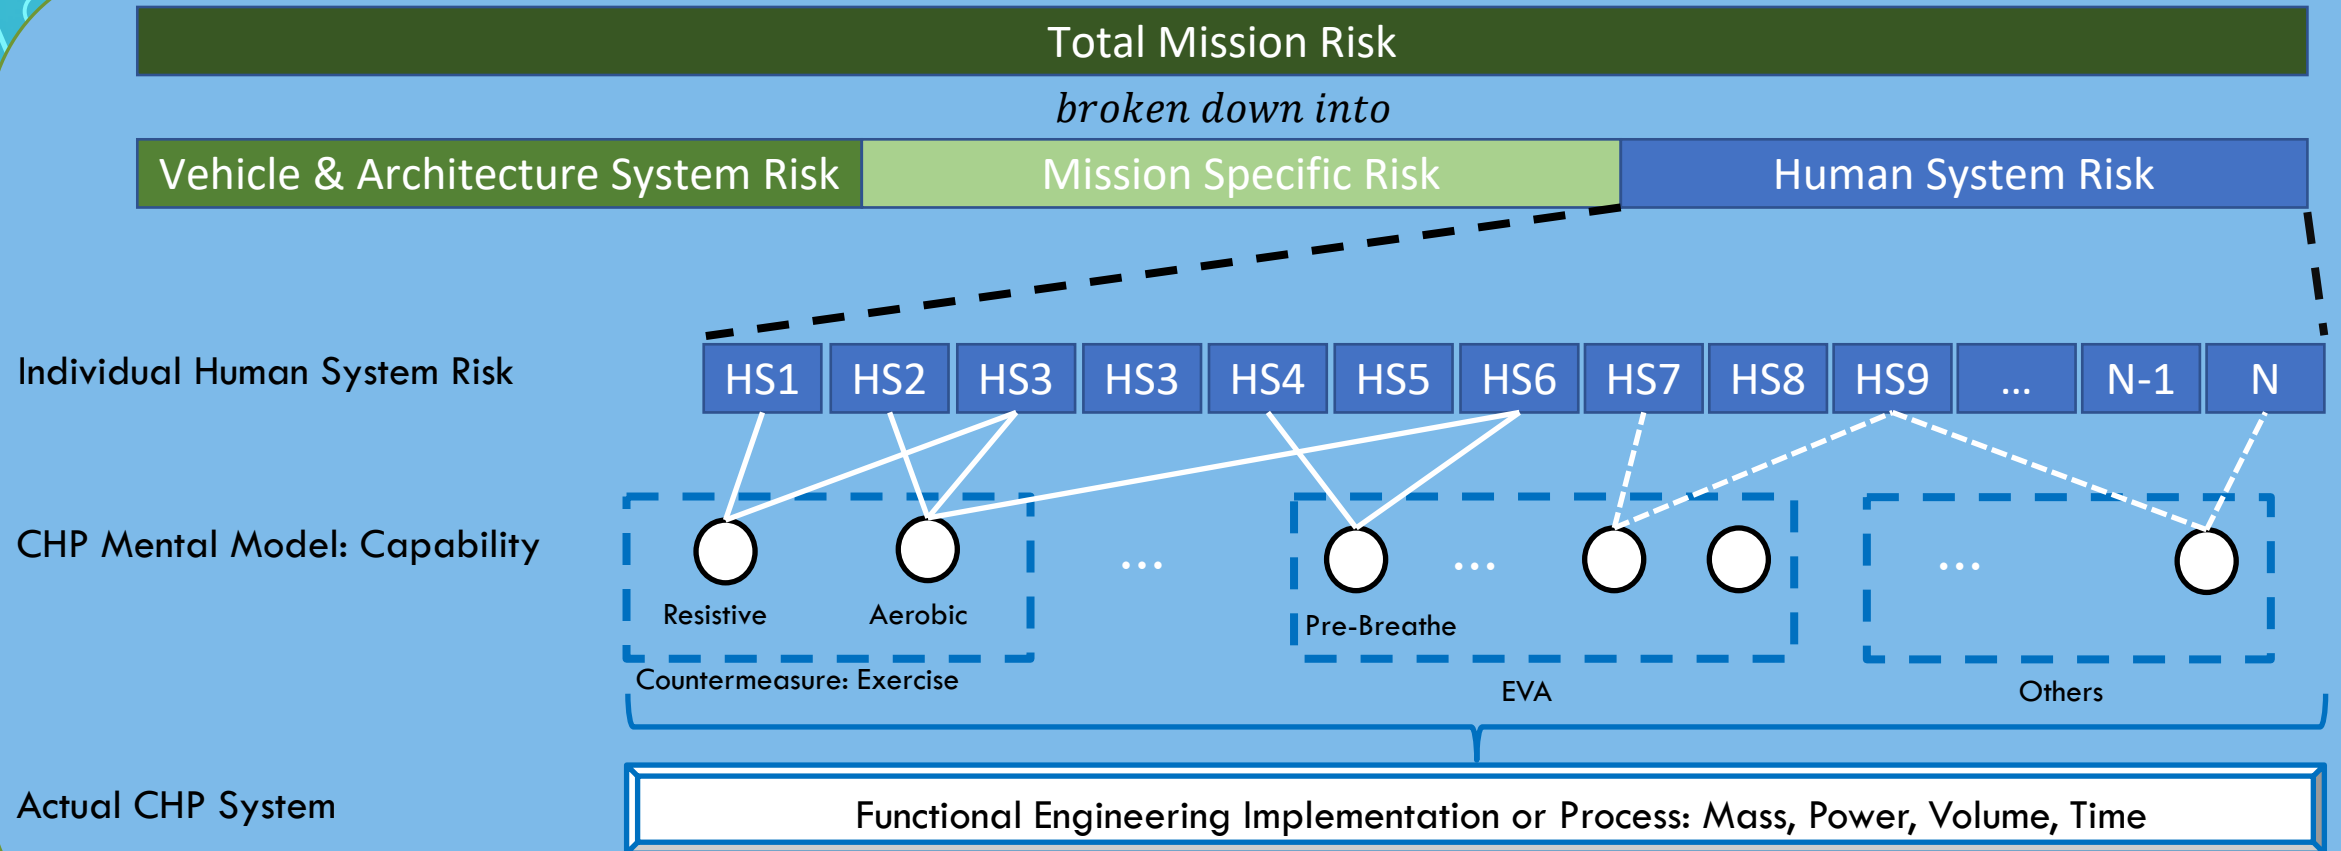 Total Mission Risk
broken down into
Vehicle & Architecture System Risk
Mission Specific Risk
Human System Risk
Individual Human System Risk
HS1 HS2 HS3 HS3 HS4 HS5 HS6 HS7 HS8 HS9 ... N-1 N
CHP Mental Model: Capability
... ... ...
Resistive Aerobic
Pre-Breathe
Countermeasure: Exercise
EVA
Others
Actual CHP System
Functional Engineering Implementation or Process: Mass, Power, Volume, Time